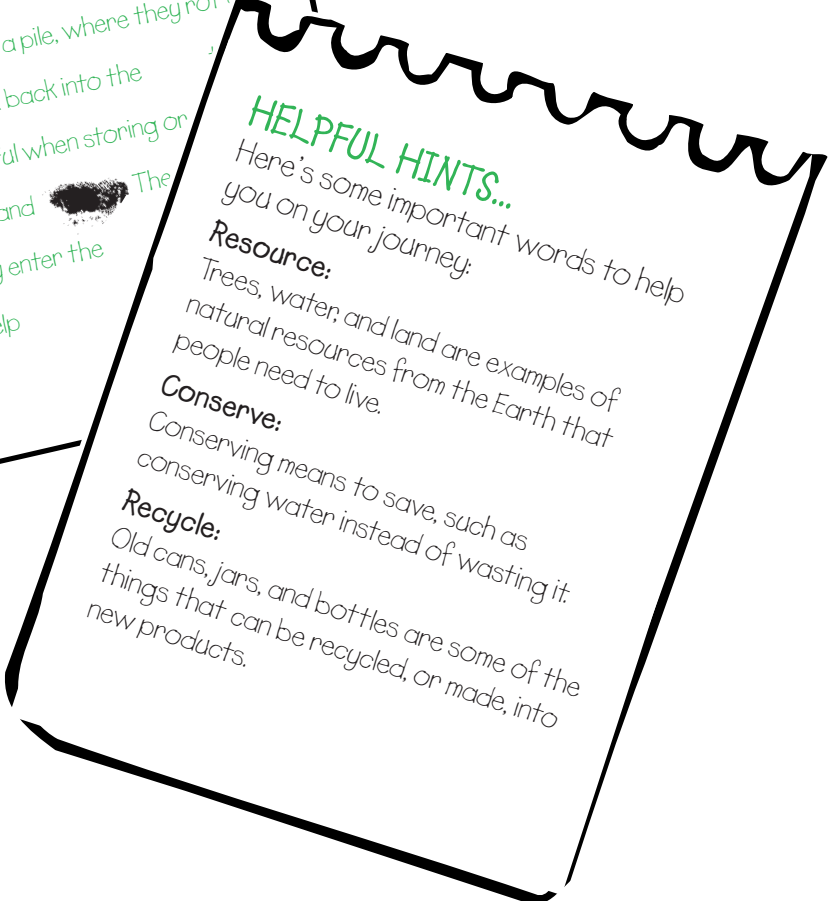 a pile, where they rot
back into the
ul when storing or
and The
enter the
elp
HELPFUL HINTS...
Here's some important words to help
you on your journey:
Resource:
Trees, water, and land are examples of
natural resources from the Earth that
people need to live.
Conserve:
Conserving means to save, such as
conserving water instead of wasting it.
Recycle:
Old cans, jars, and bottles are some of the
things that can be recycled, or made, into
new products.